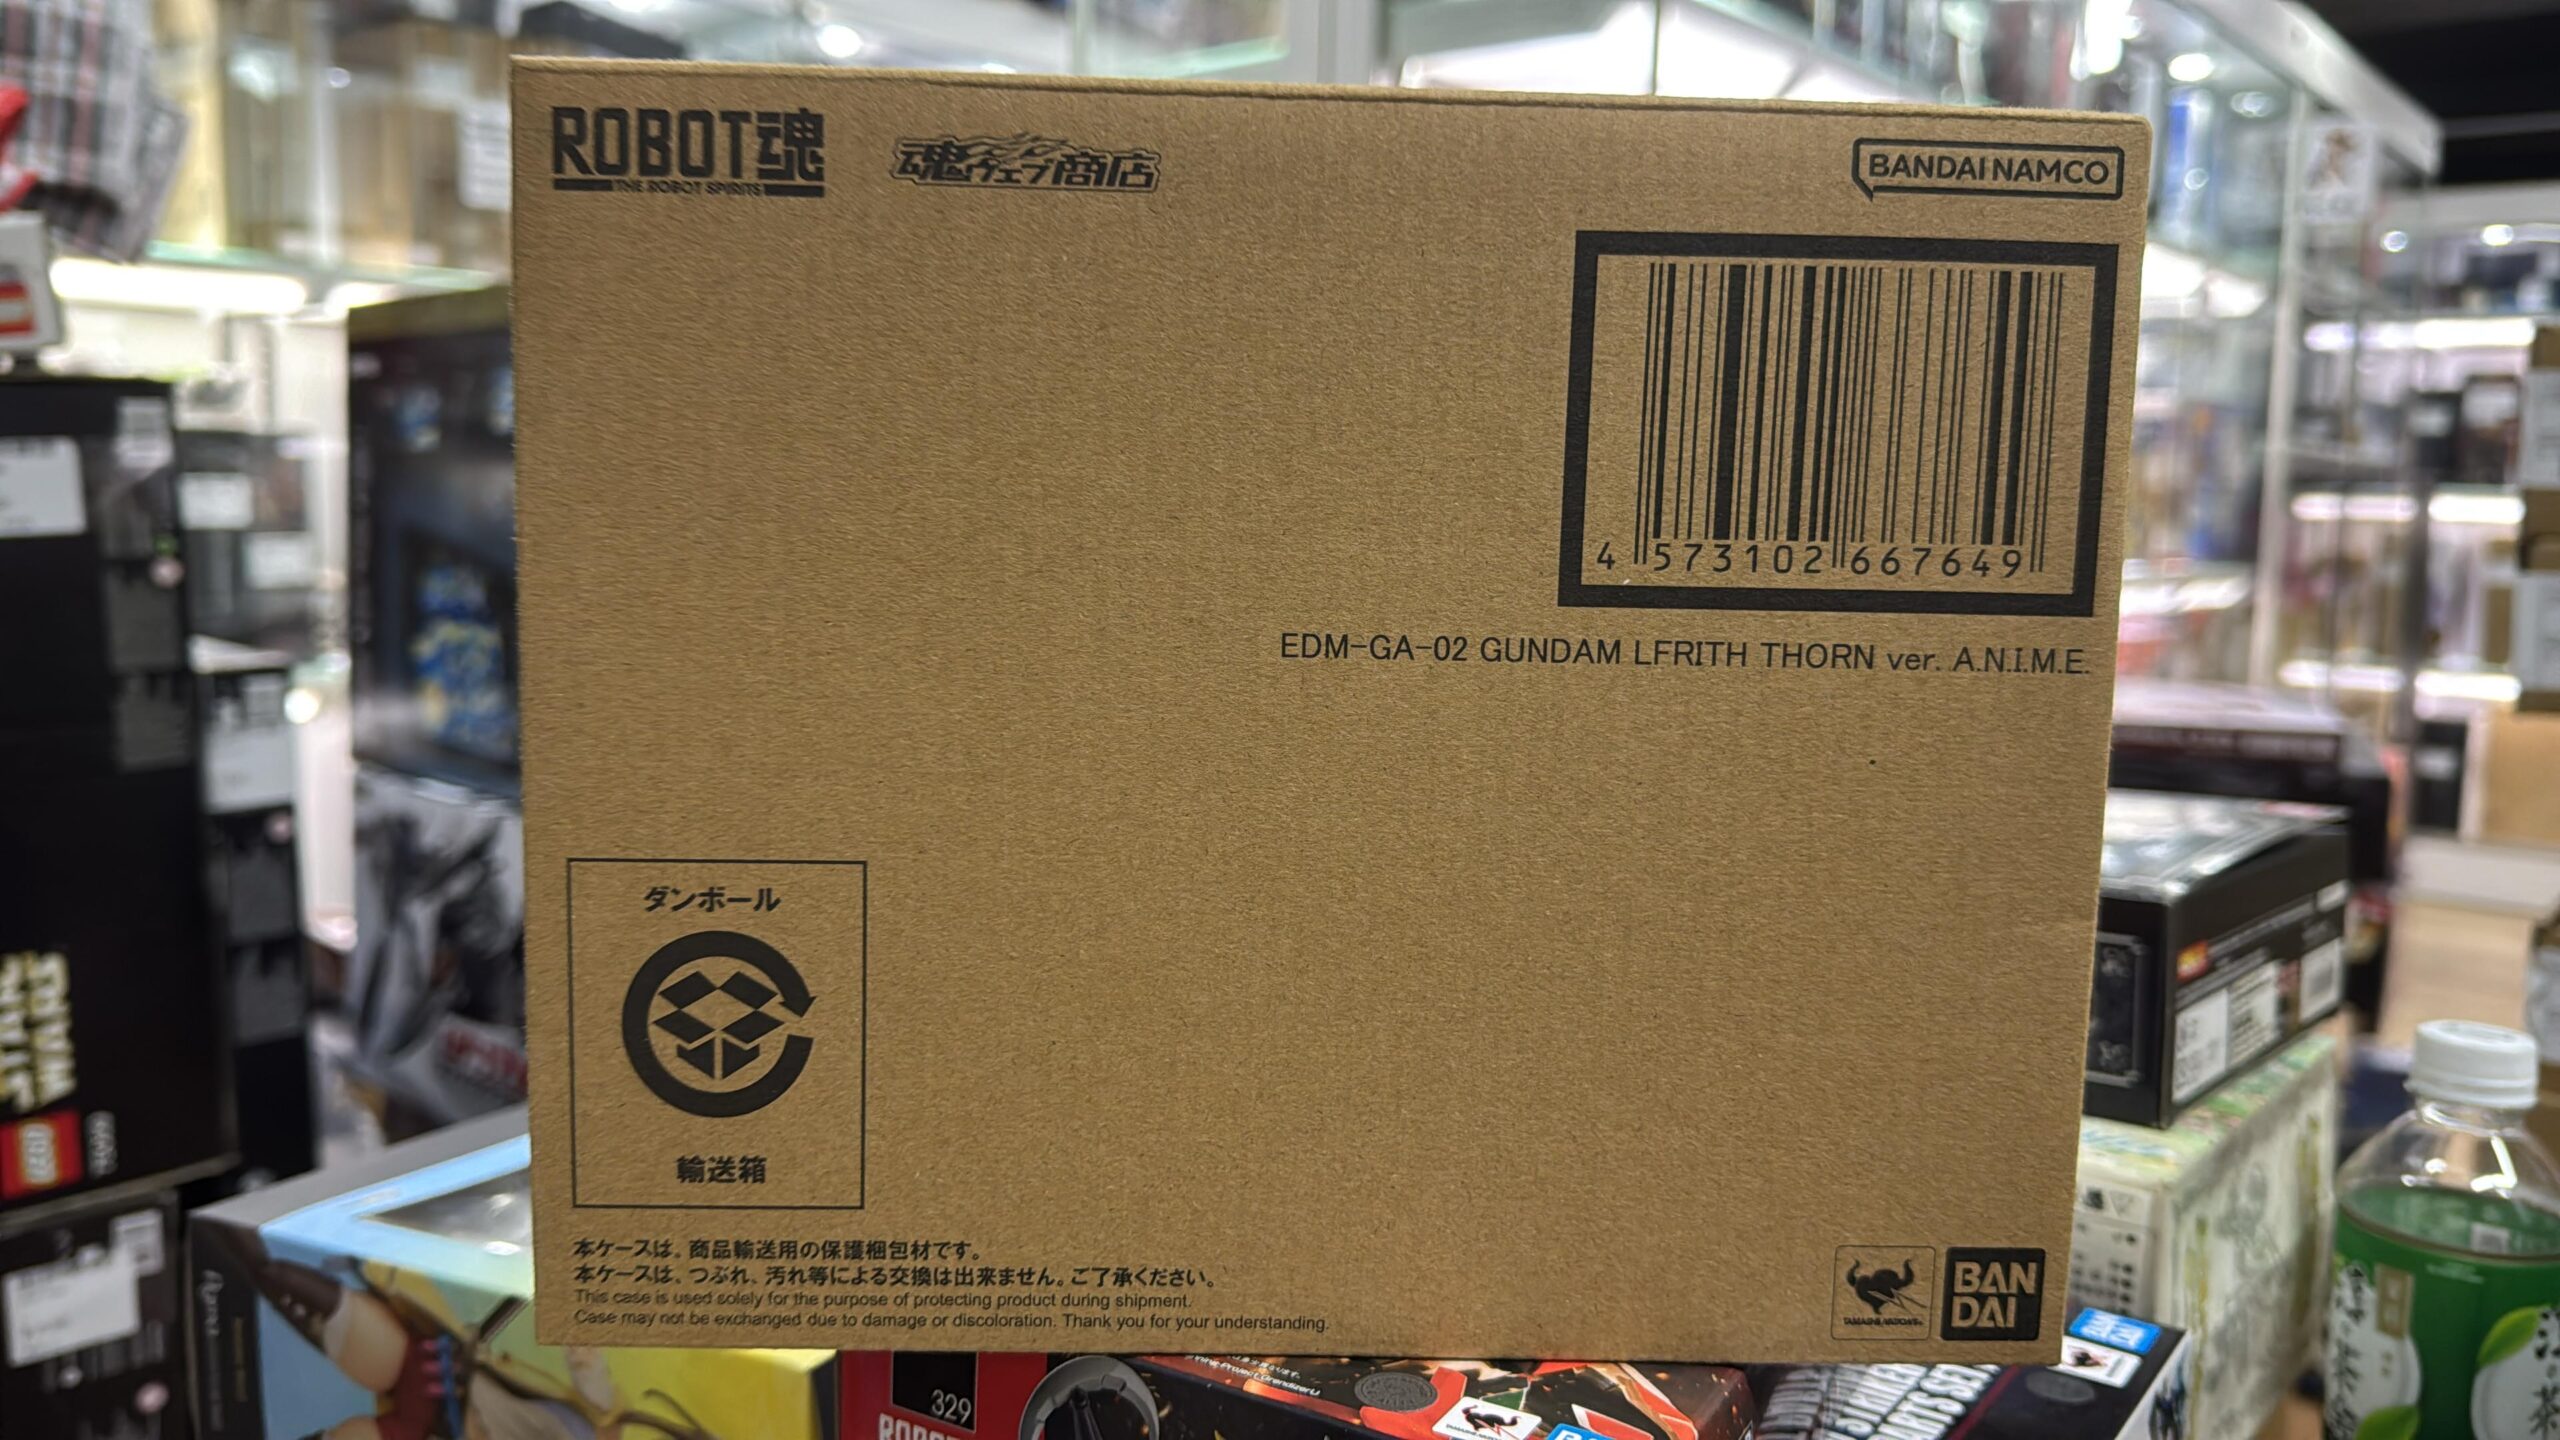 ROBOT魂
THE ROBOT SPIRITS
魂ウェブ商店
BANDAI NAMCO
4 573102 667649
EDM-GA-02 GUNDAM LFRITH THORN ver. A.N.I.M.E.
ダンボール
輸送箱
本ケースは、商品輸送用の保護梱包材です。
本ケースは、つぶれ、汚れ等による交換は出来ません。ご了承ください。
This case is used solely for the purpose of protecting product during shipment.
Case may not be exchanged due to damage or discoloration. Thank you for your understanding.
TAMASHII NATIONS
BAN
DAI
STAR
WARS
LEGO
329